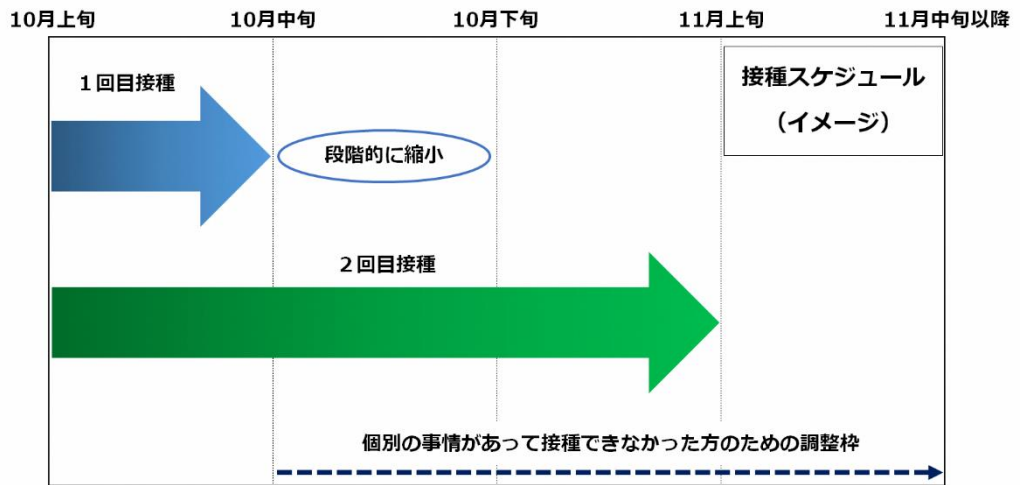 10月上旬
10月中旬
10月下旬
11月上旬
11月中旬以降
接種スケジュール
（イメージ）
１回目接種
段階的に縮小
２回目接種
個別の事情があって接種できなかった方のための調整枠